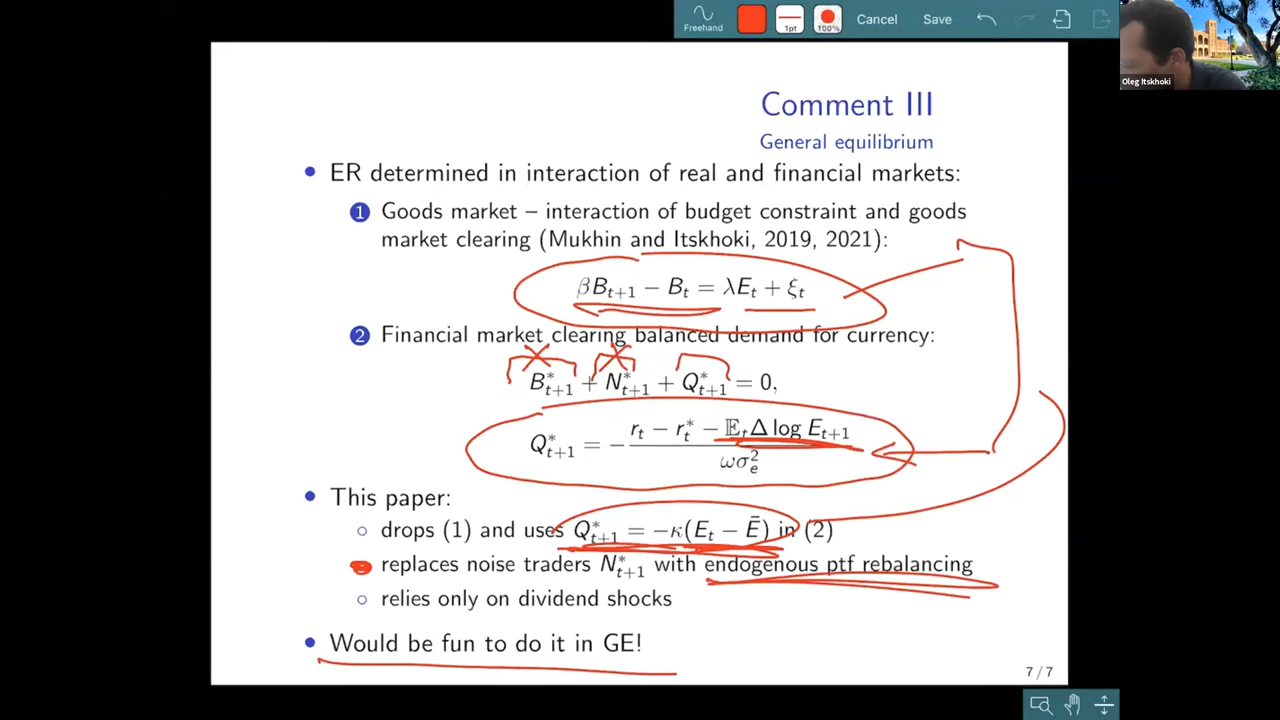 Freehand
1pt
100%
Cancel
Save
Oleg Itskhoki
Comment III
General equilibrium
• ER determined in interaction of real and financial markets:
1 Goods market – interaction of budget constraint and goods
market clearing (Mukhin and Itskhoki, 2019, 2021):
βB_{t+1} − B_t = λE_t + ξ_t
2 Financial market clearing balanced demand for currency:
B*_{t+1} + N*_{t+1} + Q*_{t+1} = 0,
Q*_{t+1} = − \frac{r_t − r*_t − 𝔼_t Δ log E_{t+1}}{ωσ²_e}
• This paper:
◦ drops (1) and uses Q*_{t+1} = −κ(E_t − Ē) in (2)
replaces noise traders N*_{t+1} with endogenous ptf rebalancing
◦ relies only on dividend shocks
• Would be fun to do it in GE!
7 / 7